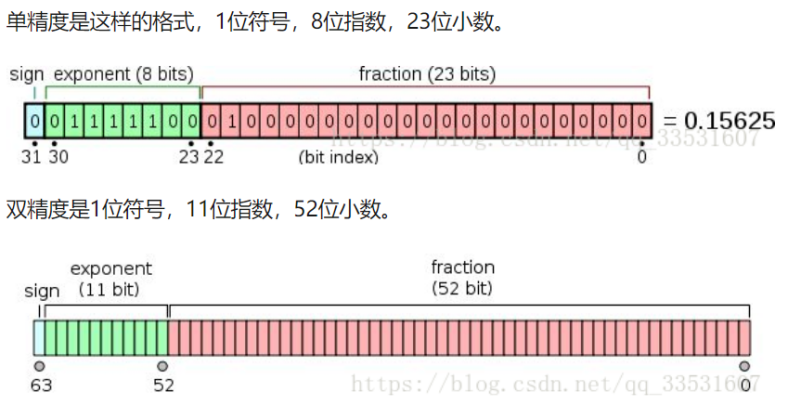 单精度是这样的格式，1位符号，8位指数，23位小数。
sign exponent (8 bits) fraction (23 bits)
0 0 1 1 1 1 1 0 0 0 1 0 0 0 0 0 0 0 0 0 0 0 0 0 0 0 0 0 0 0 0 0 = 0.15625
31 30 23 22 (bit index) 0
https://blog.csdn.net/qq_33531607
双精度是1位符号，11位指数，52位小数。
exponent fraction
sign (11 bit) (52 bit)
63 52 0
https://blog.csdn.net/qq_33531607